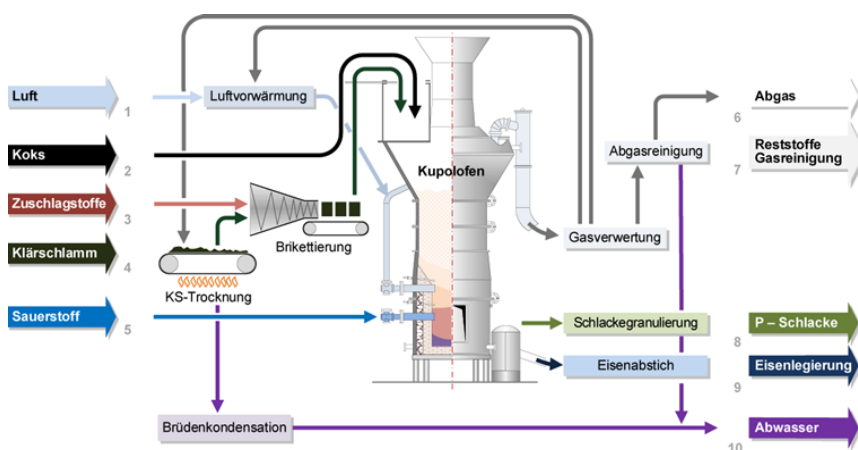 Luft
1
Luftvorwärmung
Abgas
6
Koks
2
Kupolofen
Abgasreinigung
Reststoffe
Gasreinigung
7
Zuschlagstoffe
3
Brikettierung
Gasverwertung
Klärschlamm
4
KS-Trocknung
Sauerstoff
5
Schlackegranulierung
P – Schlacke
8
Eisenabstich
Eisenlegierung
9
Brüdenkondensation
Abwasser
10